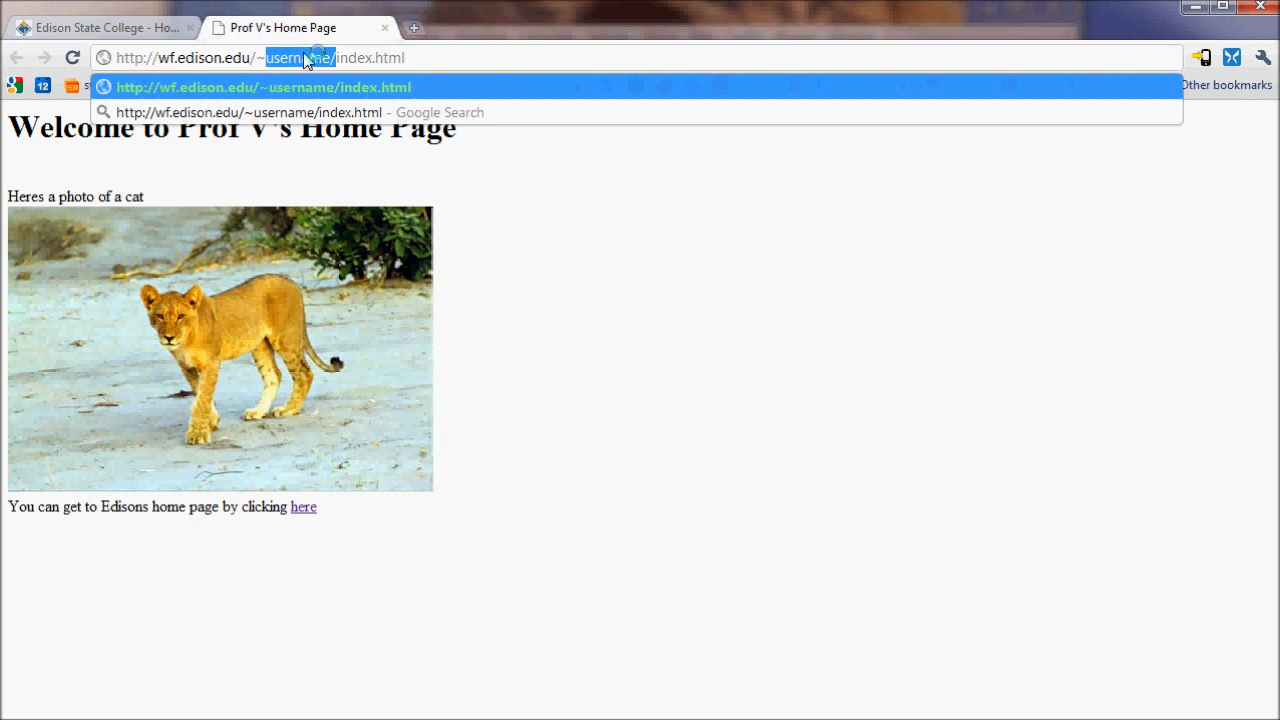 Edison State College - Ho...
Prof V's Home Page
http://wf.edison.edu/~username/index.html
http://wf.edison.edu/~username/index.html
http://wf.edison.edu/~username/index.html - Google Search
12
Other bookmarks
Welcome to Prof V's Home Page
Heres a photo of a cat
You can get to Edisons home page by clicking here